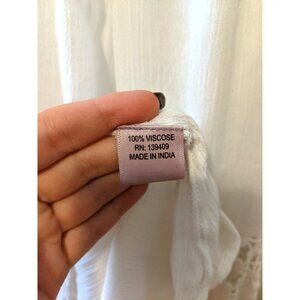 100% VISCOSE
RN: 139409
MADE IN INDIA